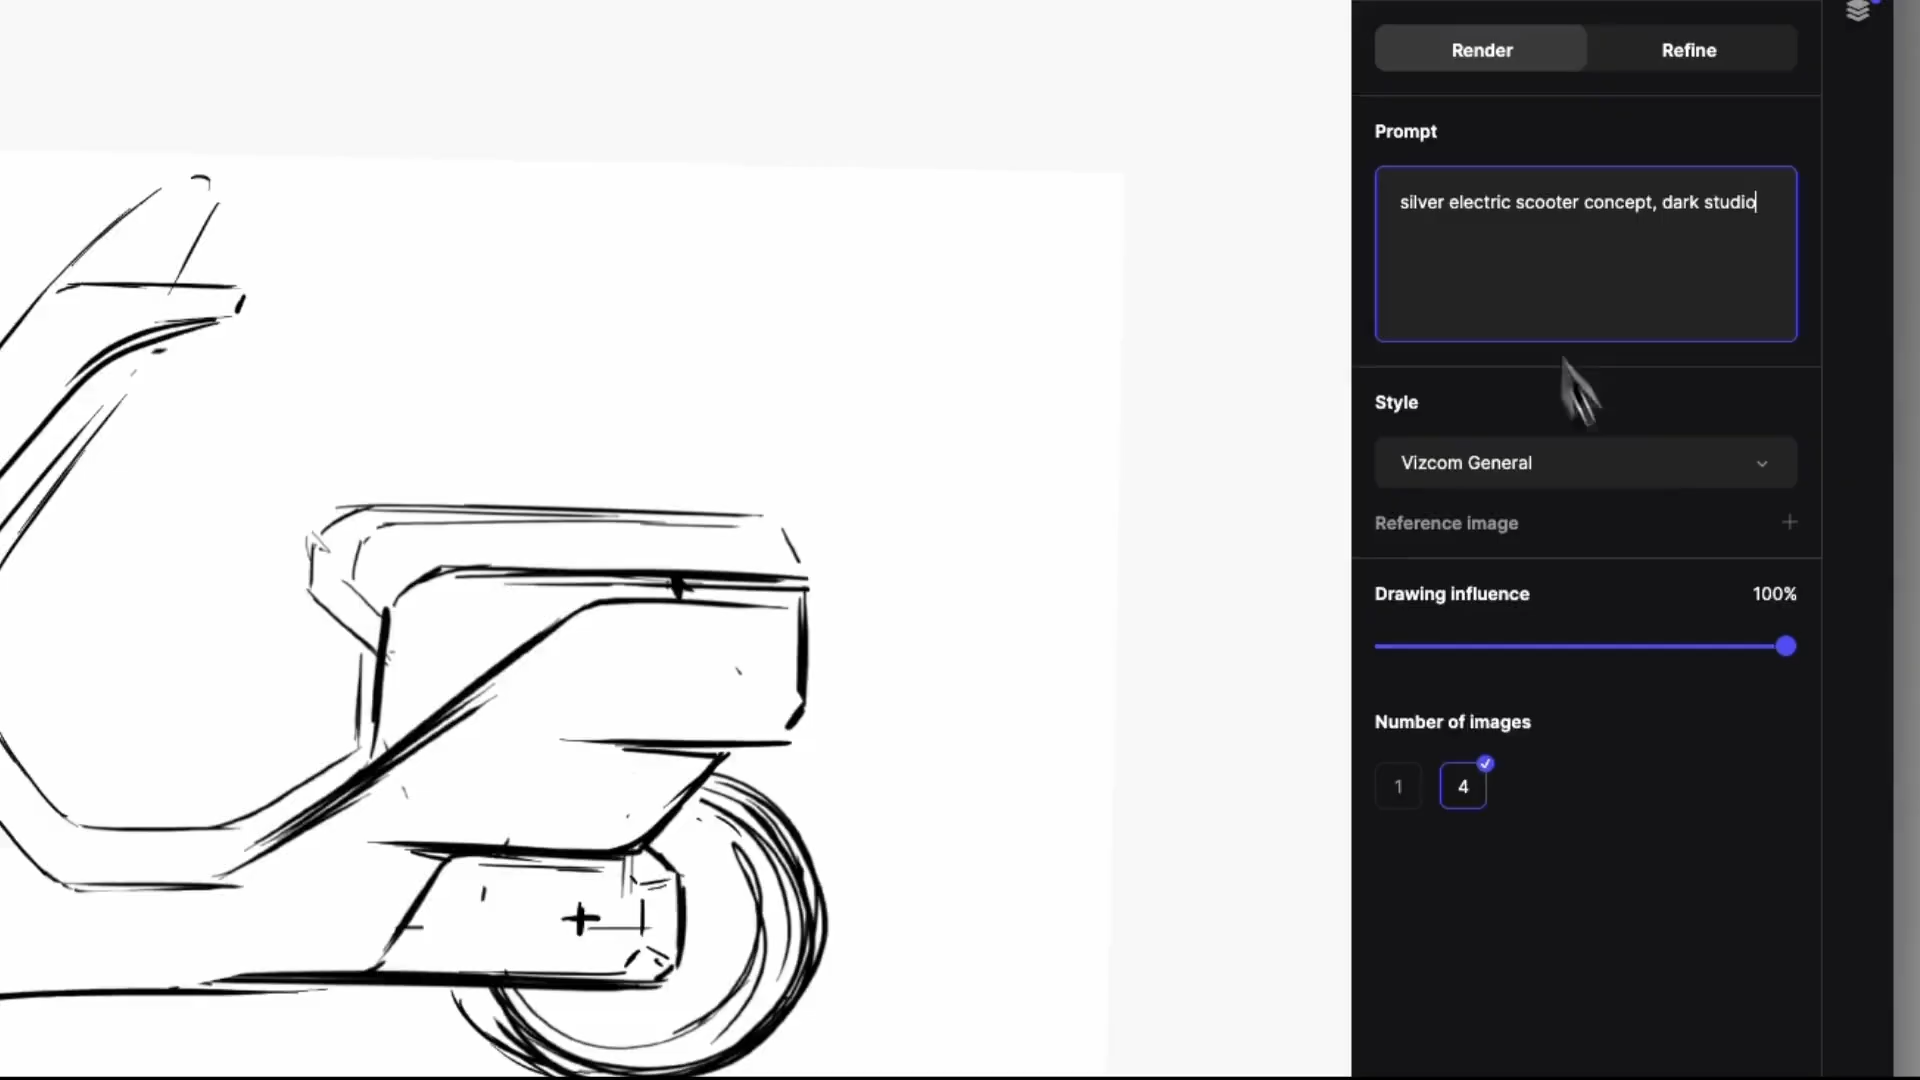 Render
Refine
Prompt
silver electric scooter concept, dark studio
Style
Vizcom General
Reference image
Drawing influence
100%
Number of images
1
4